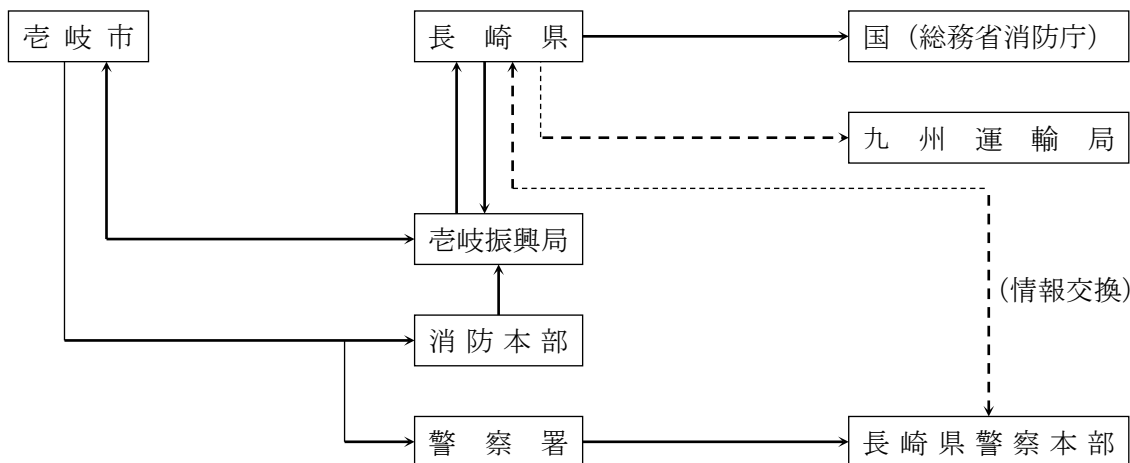 壱岐市
長崎県
国（総務省消防庁）
九州運輸局
壱岐振興局
（情報交換）
消防本部
警察署
長崎県警察本部